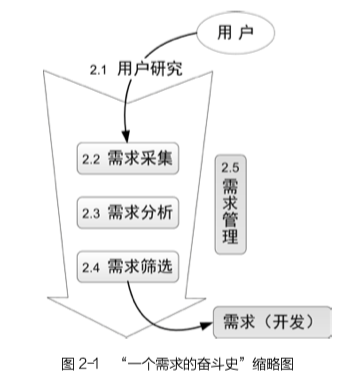 用户
2.1 用户研究
2.2 需求采集
2.3 需求分析
2.4 需求筛选
2.5
需求管理
需求（开发）
图 2-1 “一个需求的奋斗史”缩略图